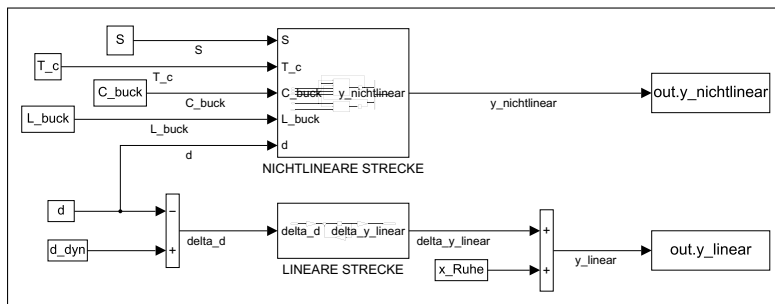 S
S
S
T_c
T_c
T_c
C_buck
C_buck
C_buck
y_nichtlinear
y_nichtlinear
out.y_nichtlinear
L_buck
L_buck
L_buck
d
d
NICHTLINEARE STRECKE
d
−
d_dyn
+
delta_d
delta_d
delta_y_linear
delta_y_linear
LINEARE STRECKE
x_Ruhe
+
+
y_linear
out.y_linear